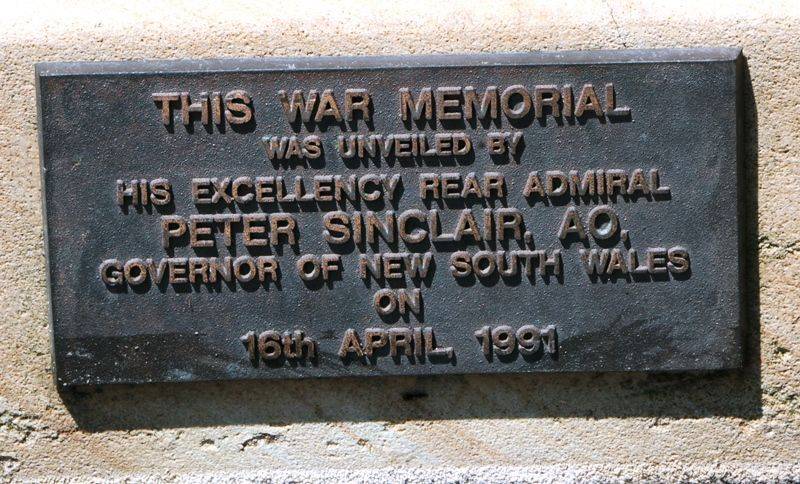 THIS WAR MEMORIAL
WAS UNVEILED BY
HIS EXCELLENCY REAR ADMIRAL
PETER SINCLAIR, AO,
GOVERNOR OF NEW SOUTH WALES
ON
16th APRIL, 1991